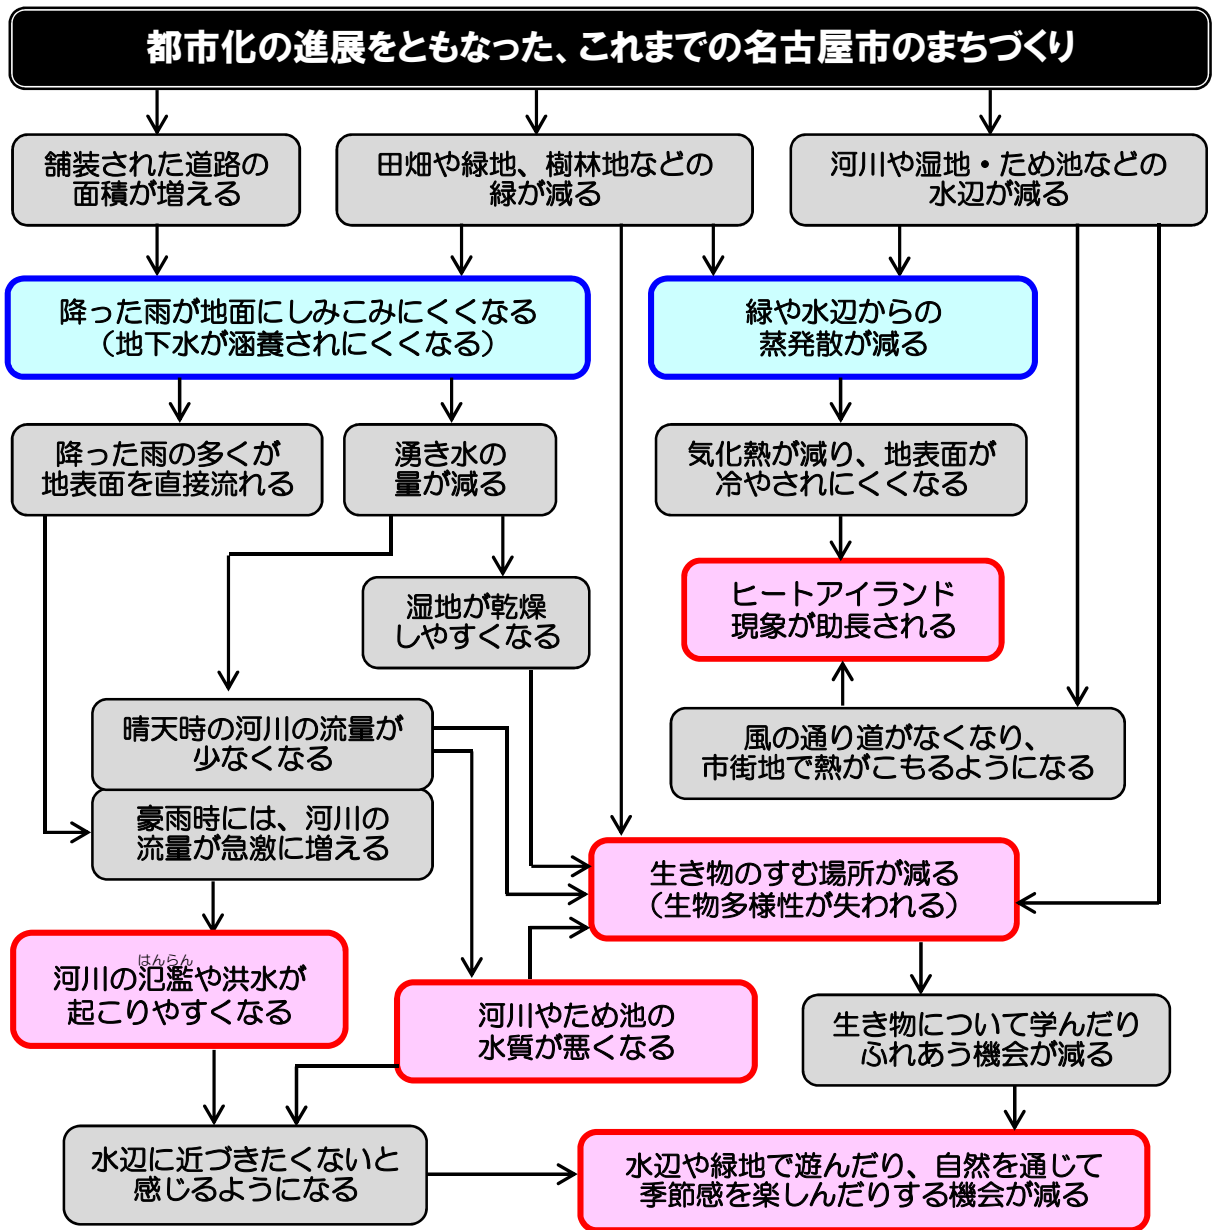 都市化の進展をともなった、これまでの名古屋市のまちづくり
舗装された道路の
面積が増える
田畑や緑地、樹林地などの
緑が減る
河川や湿地・ため池などの
水辺が減る
降った雨が地面にしみこみにくくなる
（地下水が涵養されにくくなる）
緑や水辺からの
蒸発散が減る
降った雨の多くが
地表面を直接流れる
湧き水の
量が減る
気化熱が減り、地表面が
冷やされにくくなる
湿地が乾燥
しやすくなる
ヒートアイランド
現象が助長される
晴天時の河川の流量が
少なくなる
風の通り道がなくなり、
市街地で熱がこもるようになる
豪雨時には、河川の
流量が急激に増える
生き物のすむ場所が減る
（生物多様性が失われる）
はんらん
河川の氾濫や洪水が
起こりやすくなる
河川やため池の
水質が悪くなる
生き物について学んだり
ふれあう機会が減る
水辺に近づきたくないと
感じるようになる
水辺や緑地で遊んだり、自然を通じて
季節感を楽しんだりする機会が減る